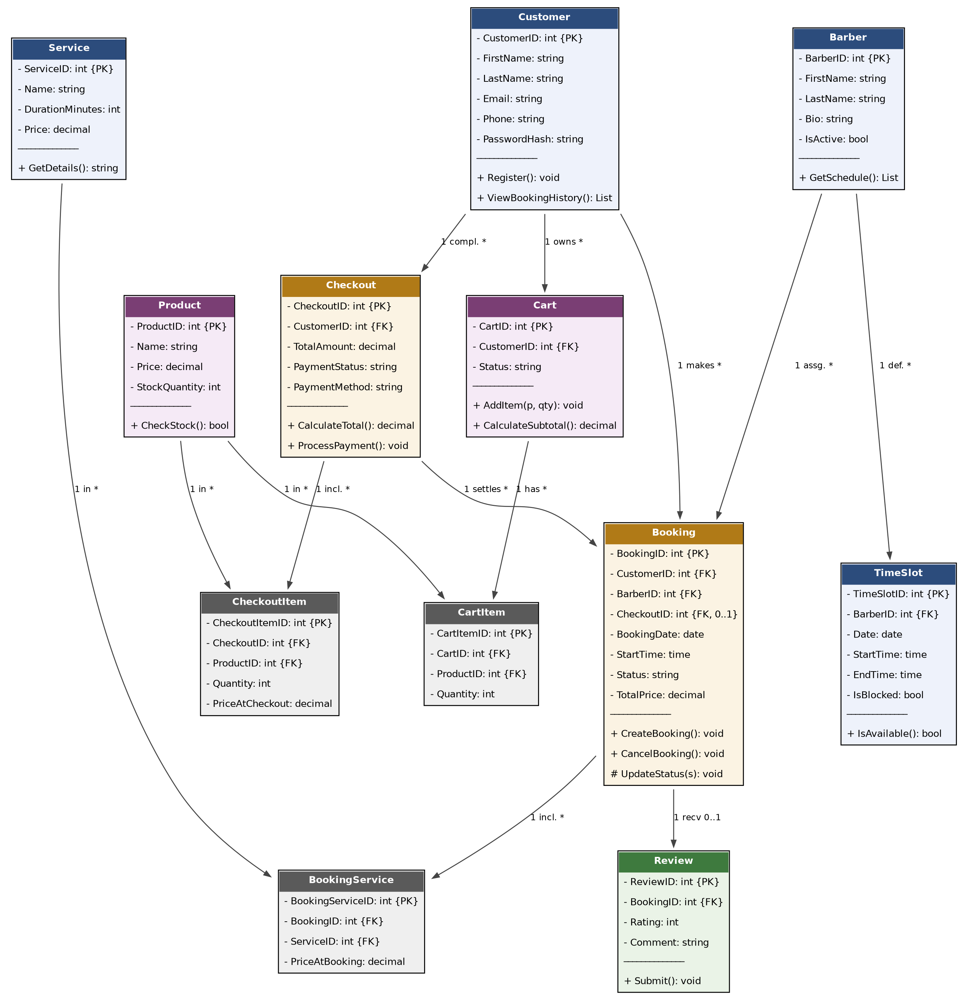 Customer
- CustomerID: int {PK}
- FirstName: string
- LastName: string
- Email: string
- Phone: string
- PasswordHash: string
──────────────
+ Register(): void
+ ViewBookingHistory(): List
Barber
- BarberID: int {PK}
- FirstName: string
- LastName: string
- Bio: string
- IsActive: bool
──────────────
+ GetSchedule(): List
Service
- ServiceID: int {PK}
- Name: string
- DurationMinutes: int
- Price: decimal
──────────────
+ GetDetails(): string
1 compl. *
1 owns *
Checkout
- CheckoutID: int {PK}
- CustomerID: int {FK}
- TotalAmount: decimal
- PaymentStatus: string
- PaymentMethod: string
──────────────
+ CalculateTotal(): decimal
+ ProcessPayment(): void
Product
- ProductID: int {PK}
- Name: string
- Price: decimal
- StockQuantity: int
──────────────
+ CheckStock(): bool
Cart
- CartID: int {PK}
- CustomerID: int {FK}
- Status: string
──────────────
+ AddItem(p, qty): void
+ CalculateSubtotal(): decimal
1 makes *
1 assg. *
1 def. *
1 in *
1 in *
1 in *
1 incl. *
1 settles *
1 has *
Booking
- BookingID: int {PK}
- CustomerID: int {FK}
- BarberID: int {FK}
- CheckoutID: int {FK, 0..1}
- BookingDate: date
- StartTime: time
- Status: string
- TotalPrice: decimal
──────────────
+ CreateBooking(): void
+ CancelBooking(): void
# UpdateStatus(s): void
TimeSlot
- TimeSlotID: int {PK}
- BarberID: int {FK}
- Date: date
- StartTime: time
- EndTime: time
- IsBlocked: bool
──────────────
+ IsAvailable(): bool
CheckoutItem
- CheckoutItemID: int {PK}
- CheckoutID: int {FK}
- ProductID: int {FK}
- Quantity: int
- PriceAtCheckout: decimal
CartItem
- CartItemID: int {PK}
- CartID: int {FK}
- ProductID: int {FK}
- Quantity: int
1 incl. *
1 recv 0..1
Review
- ReviewID: int {PK}
- BookingID: int {FK}
- Rating: int
- Comment: string
──────────────
+ Submit(): void
BookingService
- BookingServiceID: int {PK}
- BookingID: int {FK}
- ServiceID: int {FK}
- PriceAtBooking: decimal